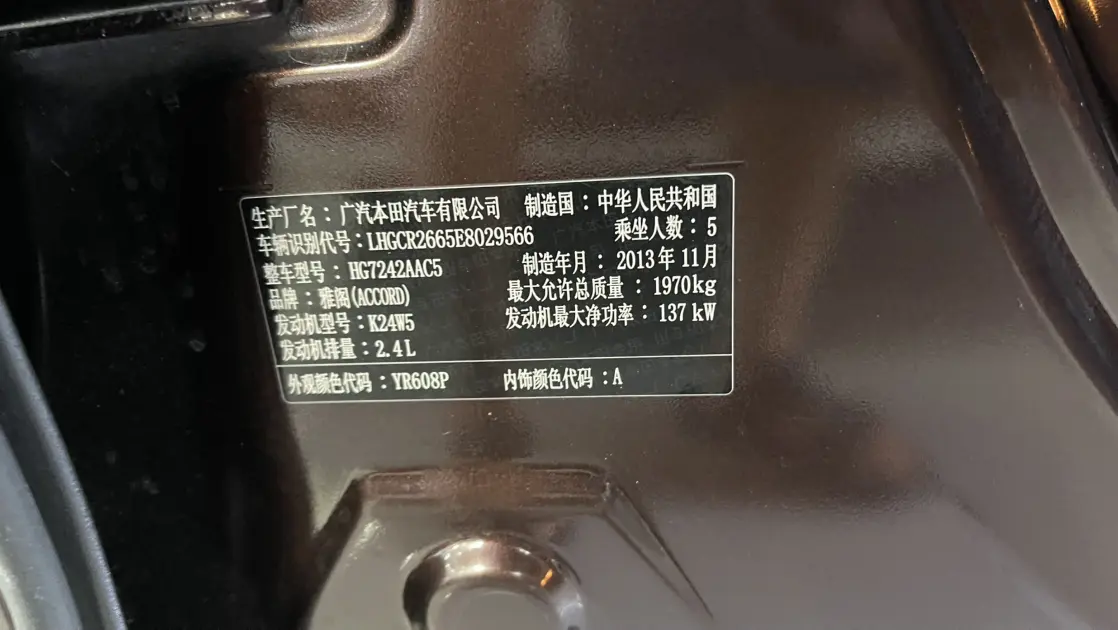 生产厂名：广汽本田汽车有限公司 制造国：中华人民共和国
车辆识别代号：LHGCR2665E8029566 乘坐人数：5
整车型号：HG7242AAC5 制造年月：2013年11月
品牌：雅阁(ACCORD) 最大允许总质量：1970kg
发动机型号：K24W5 发动机最大净功率：137 kW
发动机排量：2.4L
外观颜色代码：YR608P 内饰颜色代码：A